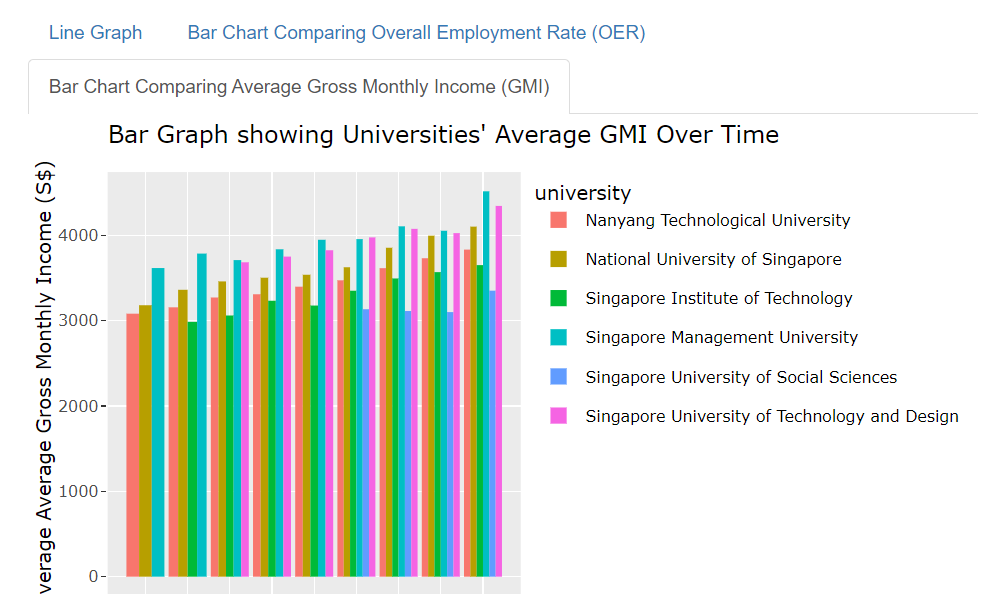 Line Graph
Bar Chart Comparing Overall Employment Rate (OER)
Bar Chart Comparing Average Gross Monthly Income (GMI)
Bar Graph showing Universities' Average GMI Over Time
Average Gross Monthly Income (S$)
4000
3000
2000
1000
0
university
Nanyang Technological University
National University of Singapore
Singapore Institute of Technology
Singapore Management University
Singapore University of Social Sciences
Singapore University of Technology and Design